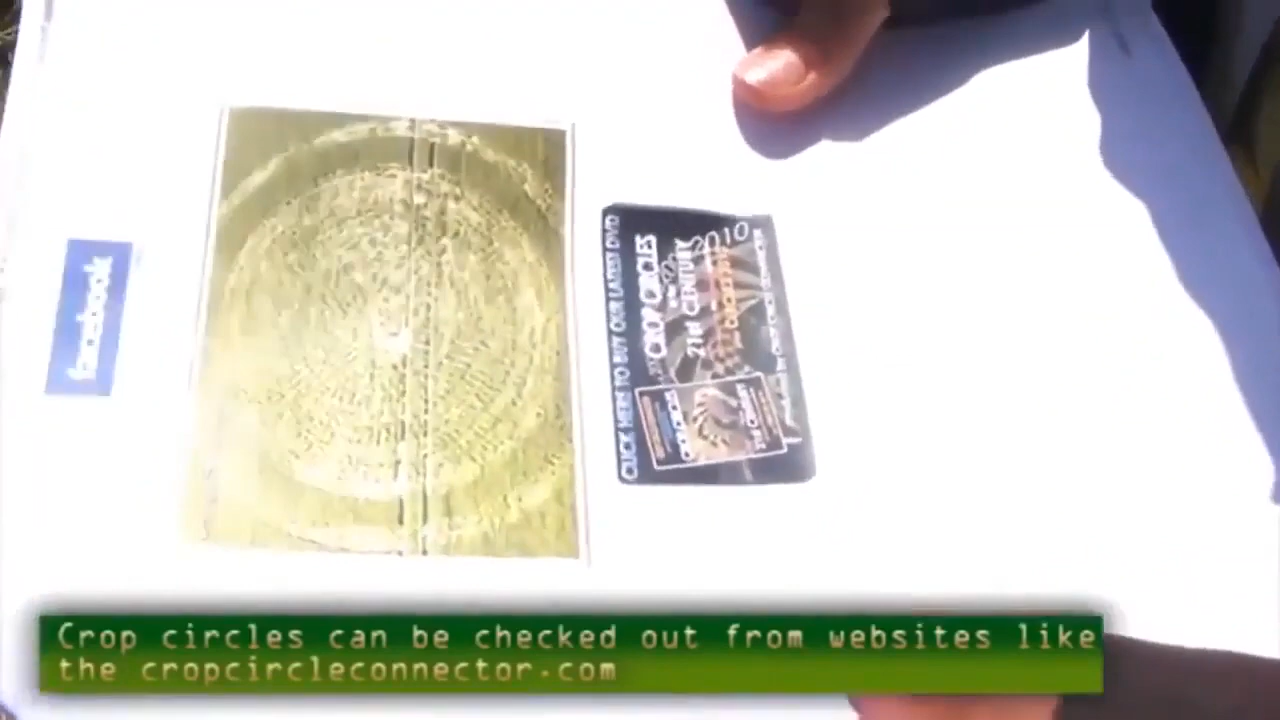 facebook
CLICK HERE TO BUY OUR LATEST DVD
CROP CIRCLES
21st CENTURY
2010
Crop circles can be checked out from websites like
the cropcircleconnector.com